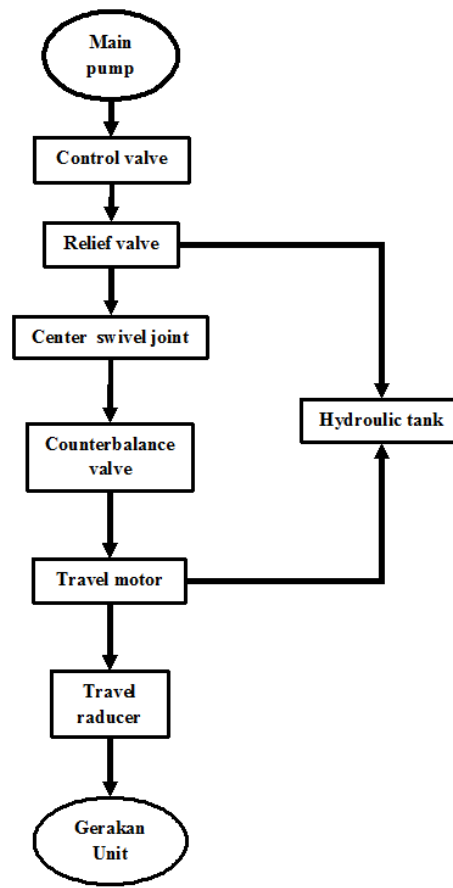 Main
pump
Control valve
Relief valve
Center swivel joint
Hydroulic tank
Counterbalance
valve
Travel motor
Travel
raducer
Gerakan
Unit